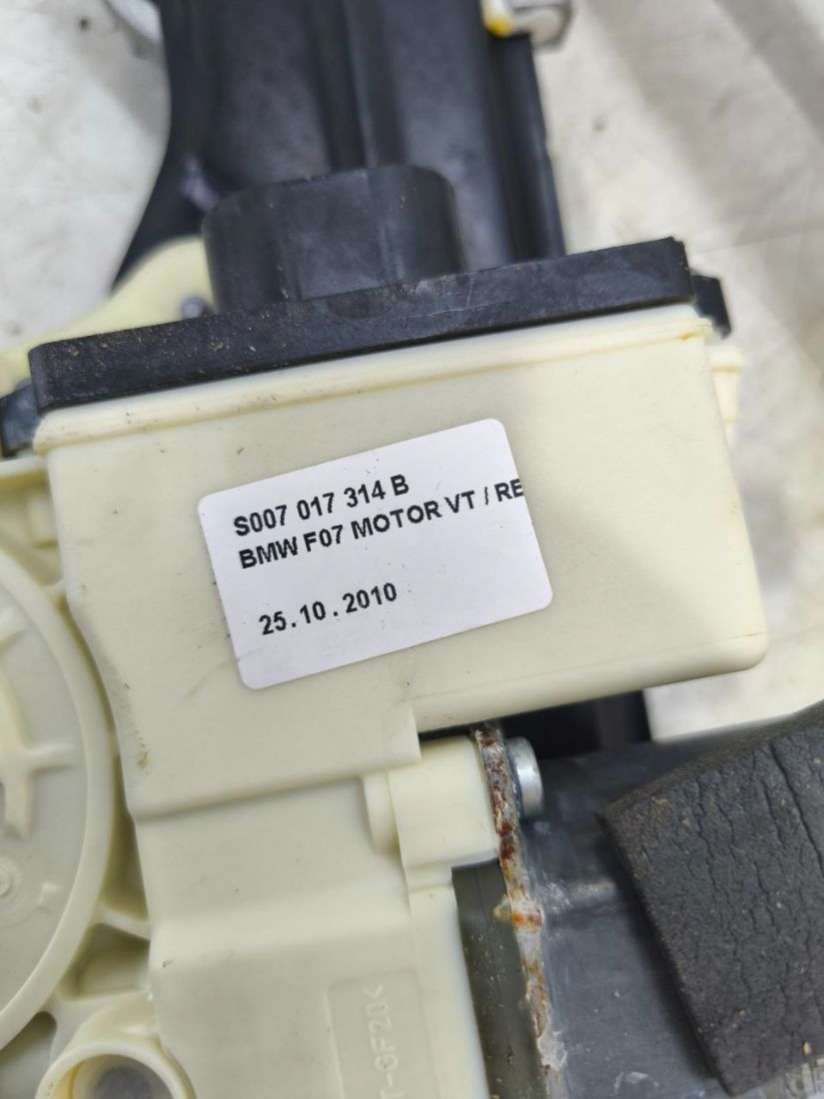 S007 017 314 B
BMW F07 MOTOR VT / RE
25.10.2010